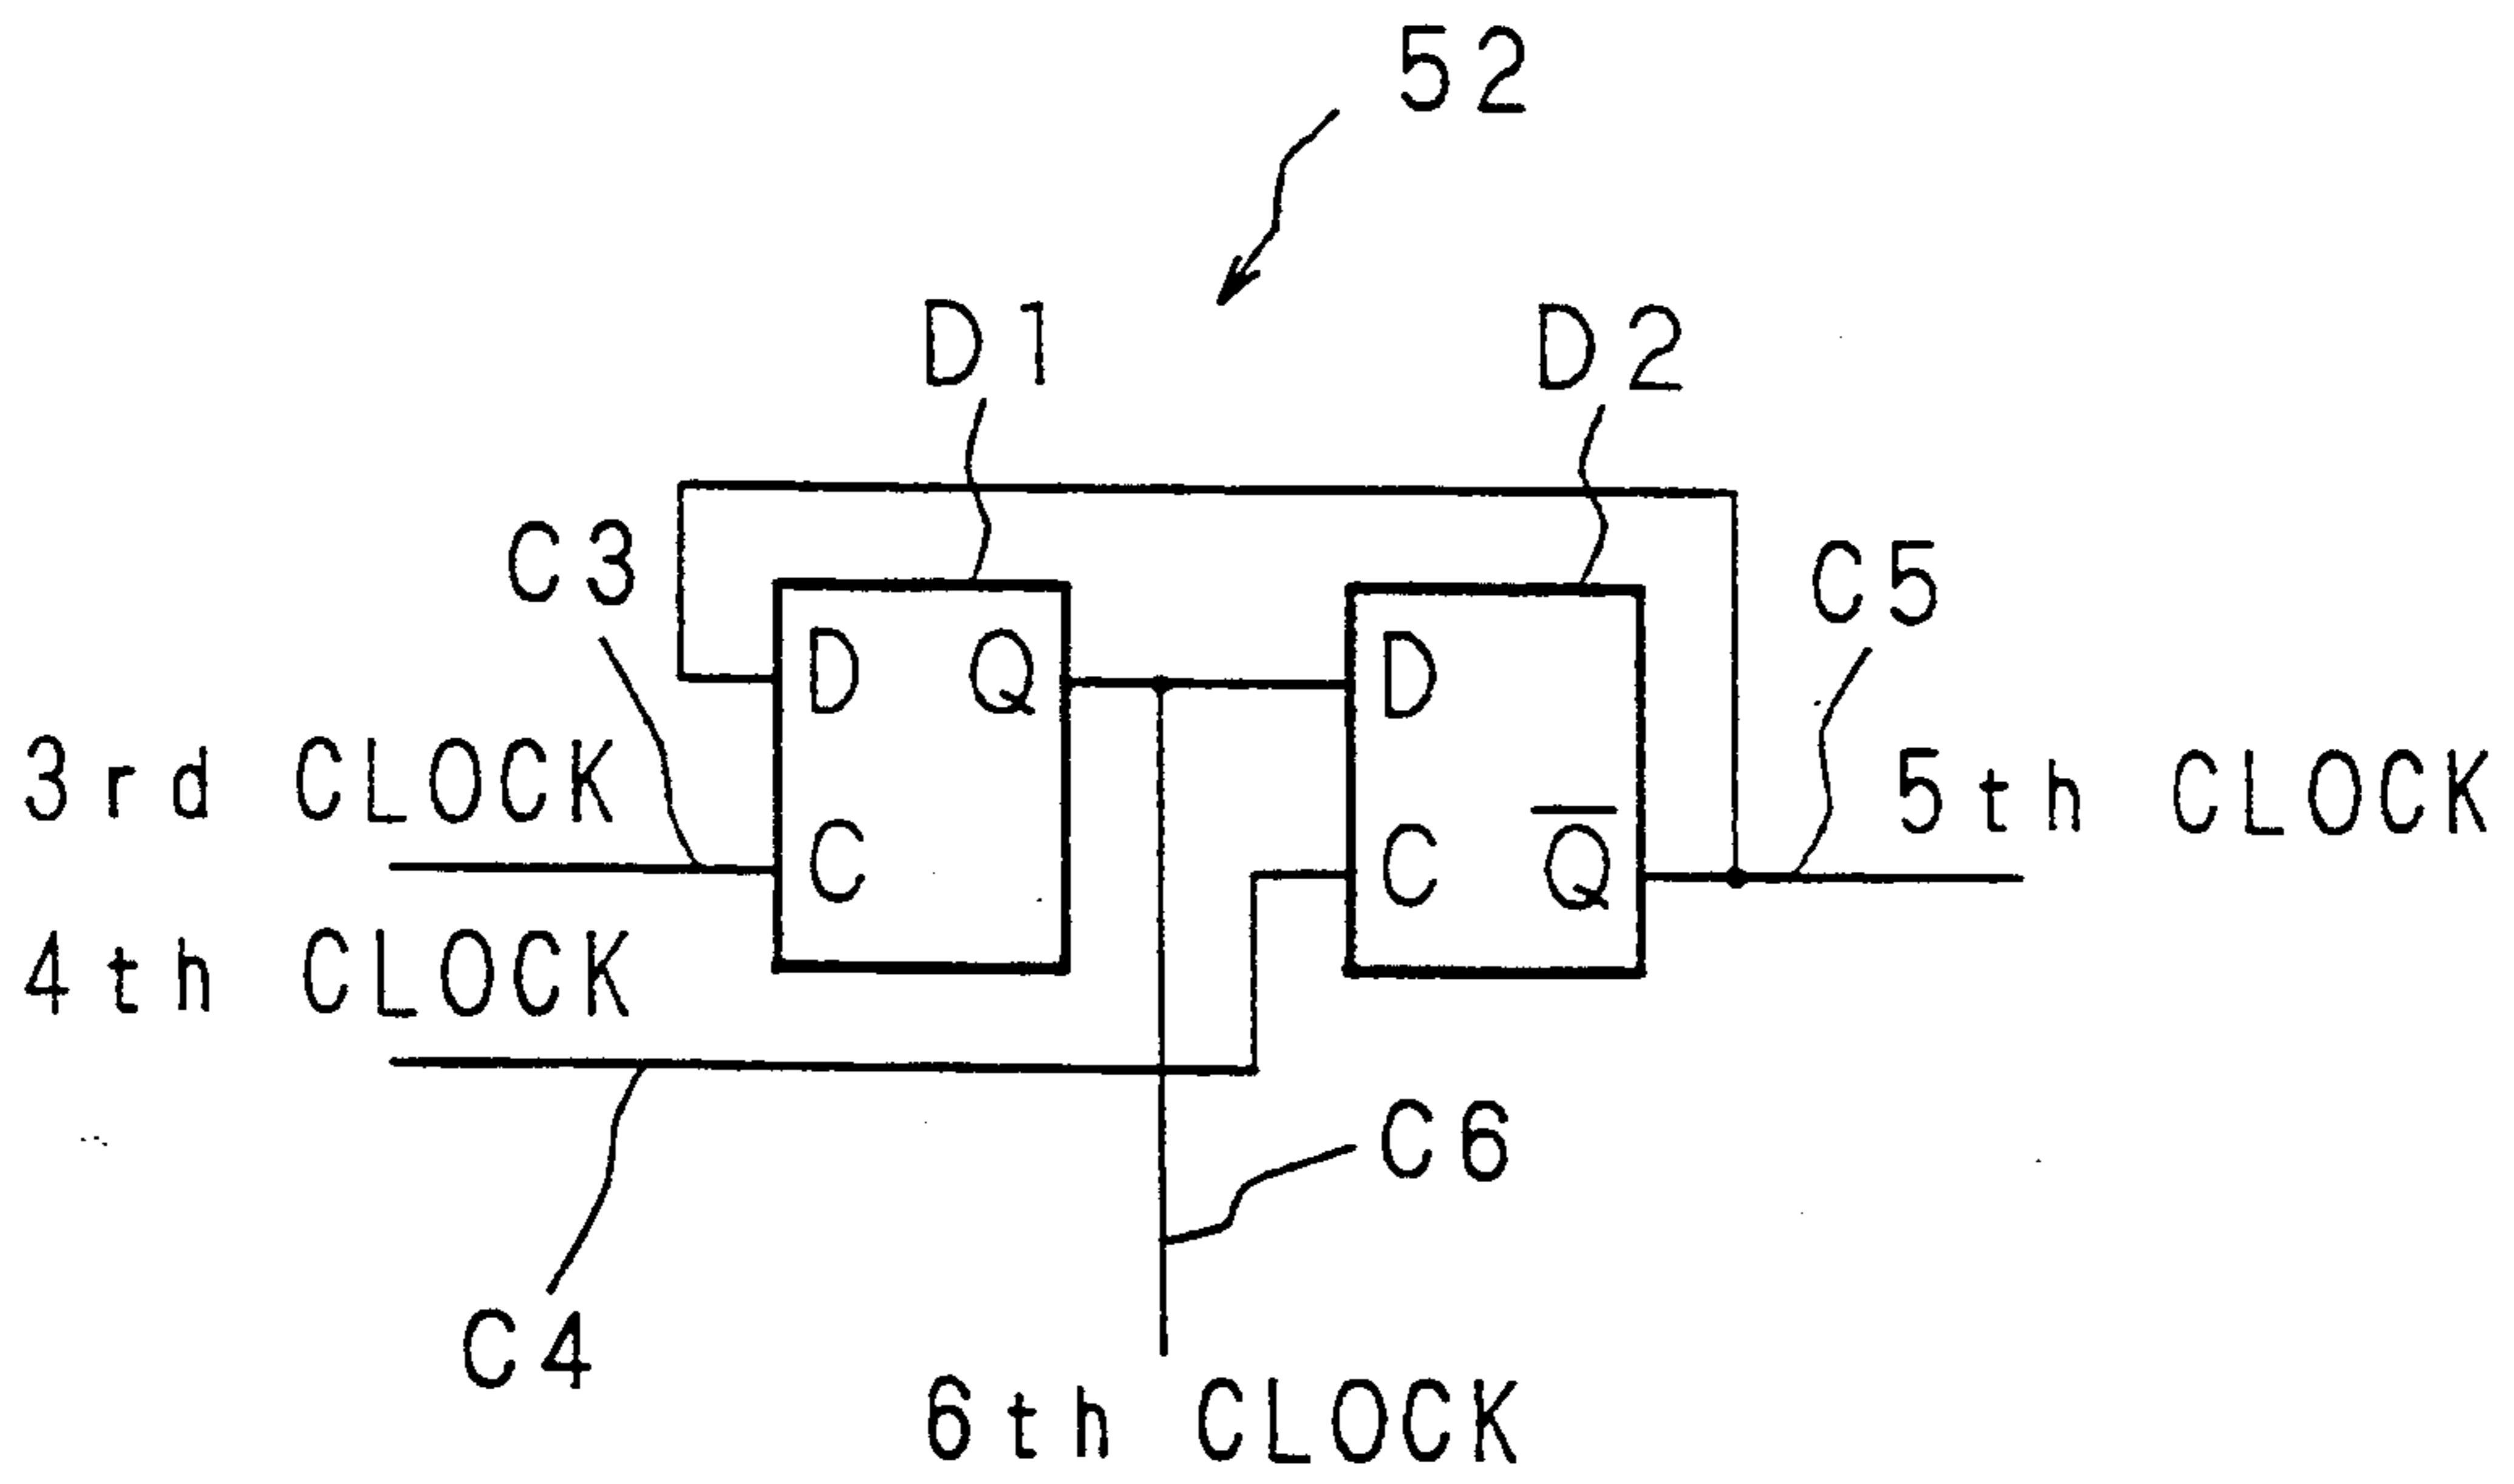 52
D1
D2
C3
C5
D Q
D
3rd CLOCK
5th CLOCK
C
C Q̅
4th CLOCK
C6
C4
6th CLOCK